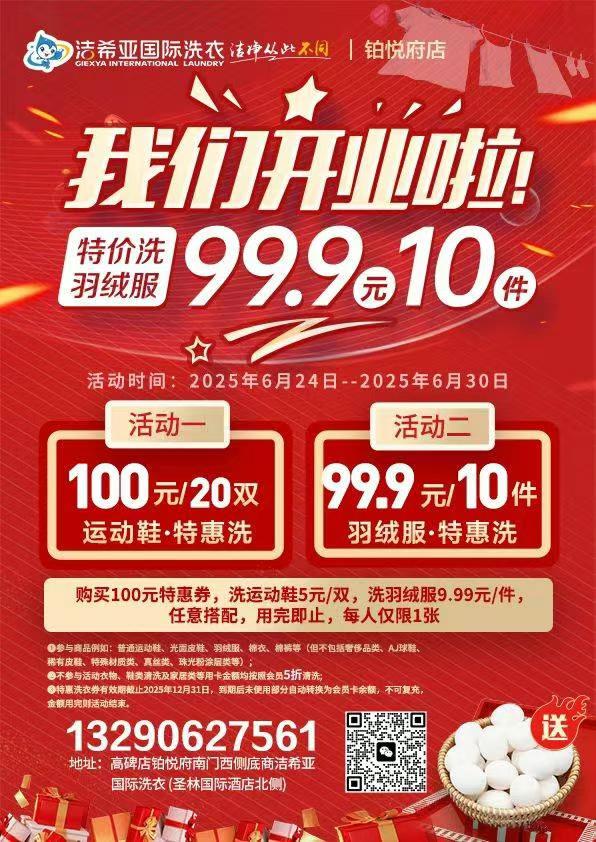 洁希亚国际洗衣 洁净从此不同 | 铂悦府店
GIEXYA INTERNATIONAL LAUNDRY
我们开业啦!
特价洗
羽绒服
99.9元10件
活动时间：2025年6月24日--2025年6月30日
活动一
100元/20双
运动鞋·特惠洗
活动二
99.9元/10件
羽绒服·特惠洗
购买100元特惠券，洗运动鞋5元/双，洗羽绒服9.99元/件，
任意搭配，用完即止，每人仅限1张
❶参与商品例如：普通运动鞋、光面皮鞋、羽绒服、棉衣、棉裤等（但不包括奢侈品类、AJ球鞋、
稀有皮鞋、特殊材质类、真丝类、珠光粉涂层类等）；
❷不参与活动衣物、鞋类清洗及家居类等用卡金额均按照会员5折清洗；
❸特惠洗衣券有效期截止2025年12月31日，到期后未使用部分自动转换为会员卡余额，不可复充，
金额用完则活动结束。
13290627561
地址：高碑店铂悦府南门西侧底商洁希亚
国际洗衣 (圣林国际酒店北侧)
送